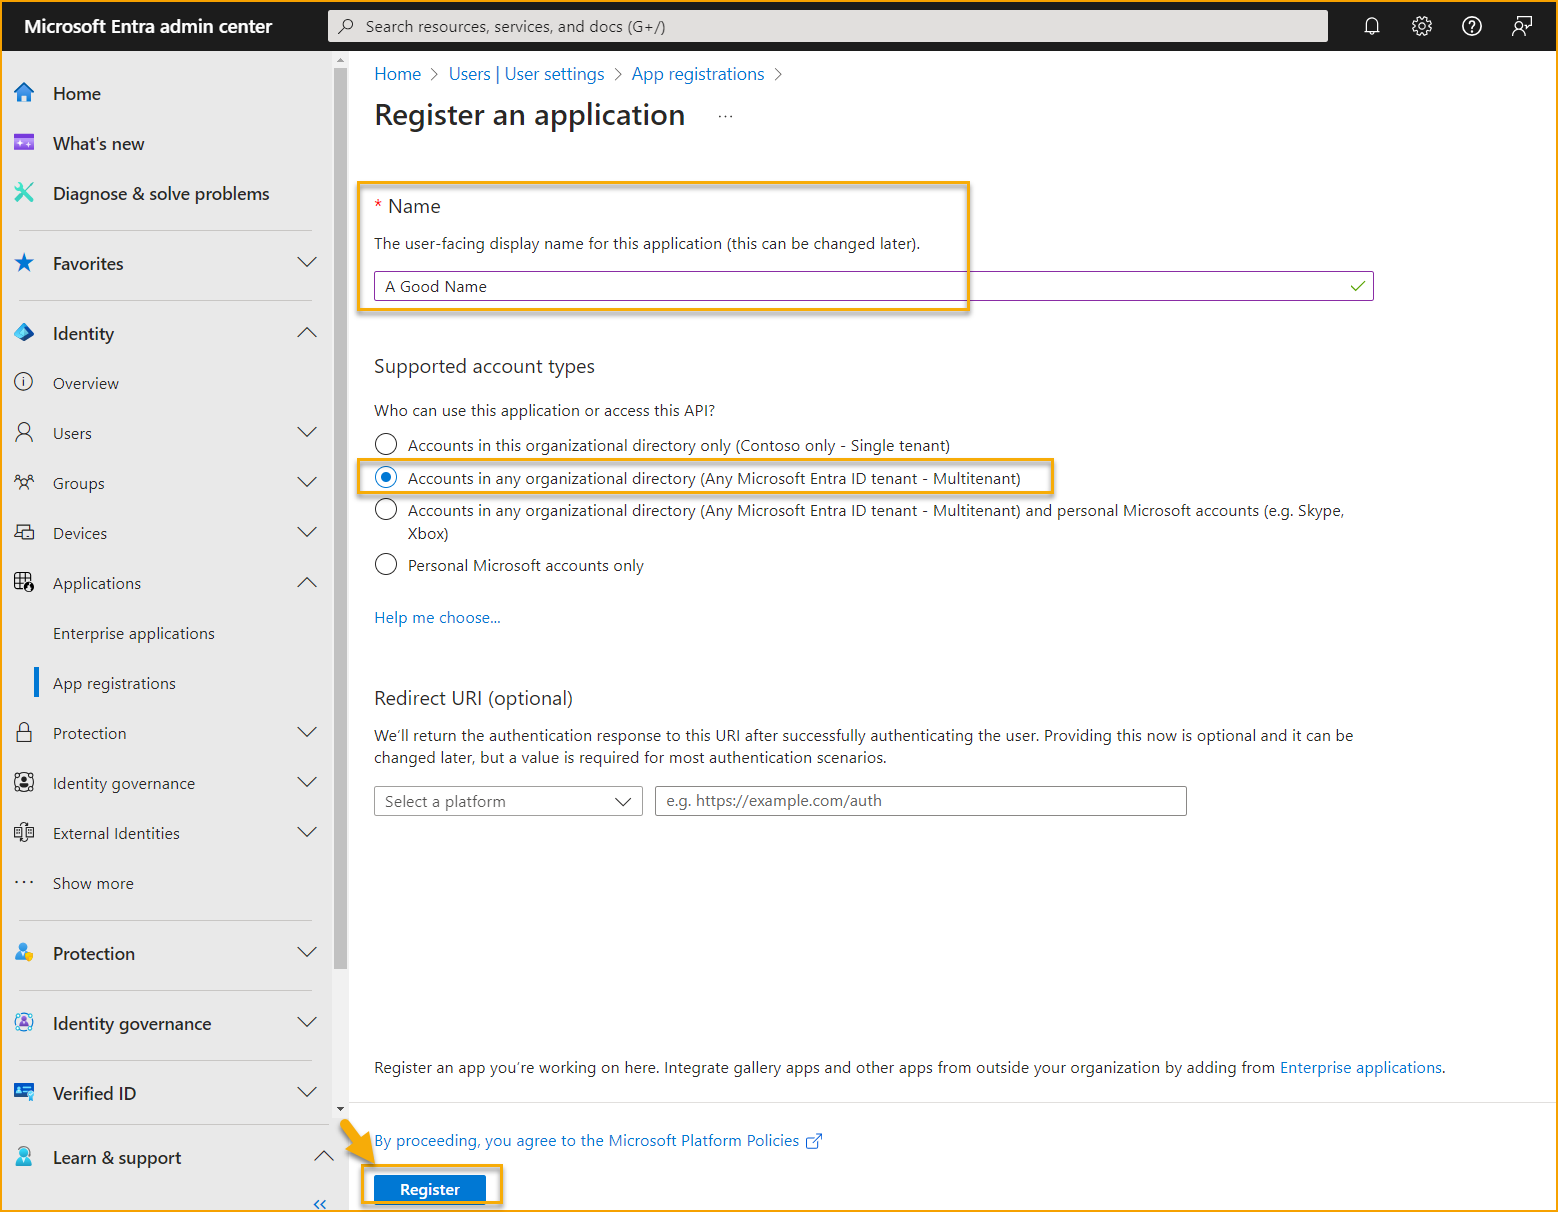 Microsoft Entra admin center
Search resources, services, and docs (G+/)
Home
What's new
Diagnose & solve problems
Favorites
Identity
Overview
Users
Groups
Devices
Applications
Enterprise applications
App registrations
Protection
Identity governance
External Identities
Show more
Protection
Identity governance
Verified ID
Learn & support
Home > Users | User settings > App registrations >
Register an application ...
* Name
The user-facing display name for this application (this can be changed later).
A Good Name
Supported account types
Who can use this application or access this API?
Accounts in this organizational directory only (Contoso only - Single tenant)
Accounts in any organizational directory (Any Microsoft Entra ID tenant - Multitenant)
Accounts in any organizational directory (Any Microsoft Entra ID tenant - Multitenant) and personal Microsoft accounts (e.g. Skype,
Xbox)
Personal Microsoft accounts only
Help me choose...
Redirect URI (optional)
We'll return the authentication response to this URI after successfully authenticating the user. Providing this now is optional and it can be
changed later, but a value is required for most authentication scenarios.
Select a platform
e.g. https://example.com/auth
Register an app you're working on here. Integrate gallery apps and other apps from outside your organization by adding from Enterprise applications.
By proceeding, you agree to the Microsoft Platform Policies
Register